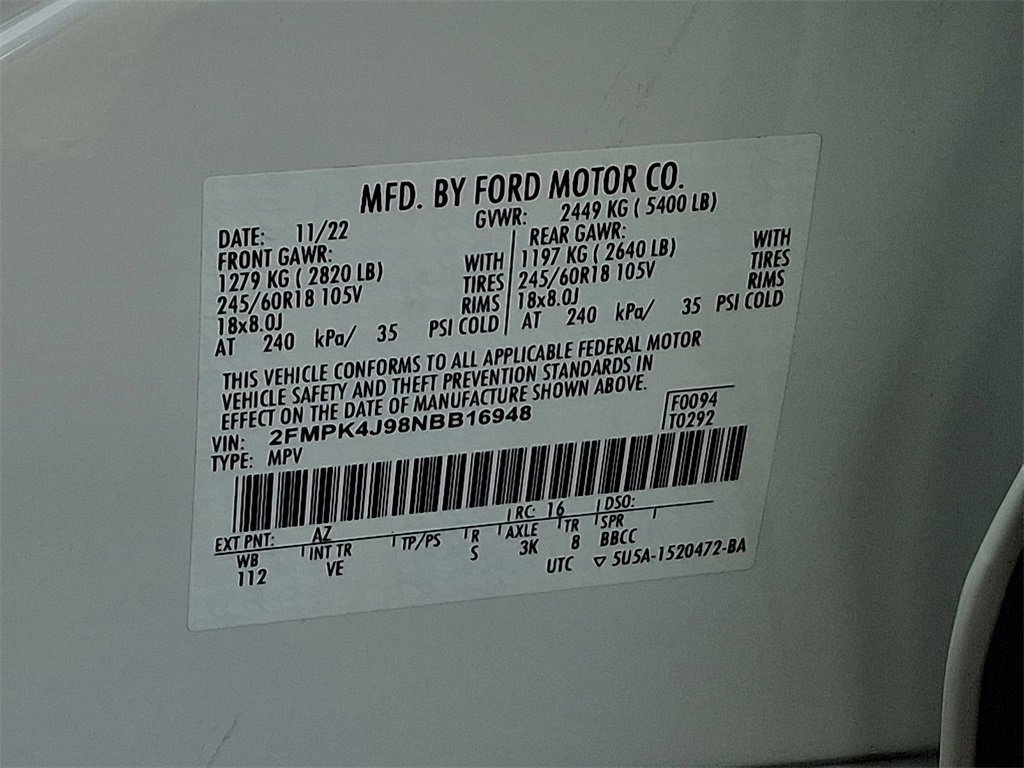 MFD. BY FORD MOTOR CO.
DATE: 11/22 GVWR: 2449 KG ( 5400 LB)
FRONT GAWR: REAR GAWR:
1279 KG ( 2820 LB) WITH 1197 KG ( 2640 LB) WITH
245/60R18 105V TIRES 245/60R18 105V TIRES
18x8.0J RIMS 18x8.0J RIMS
AT 240 kPa/ 35 PSI COLD AT 240 kPa/ 35 PSI COLD
THIS VEHICLE CONFORMS TO ALL APPLICABLE FEDERAL MOTOR
VEHICLE SAFETY AND THEFT PREVENTION STANDARDS IN
EFFECT ON THE DATE OF MANUFACTURE SHOWN ABOVE.
VIN: 2FMPK4J98NBB16948 F0094
TYPE: MPV T0292
EXT PNT: AZ RC: 16 DSO:
WB INT TR TP/PS R AXLE TR SPR
112 VE S 3K 8 BBCC
UTC ▽ 5U5A-1520472-BA